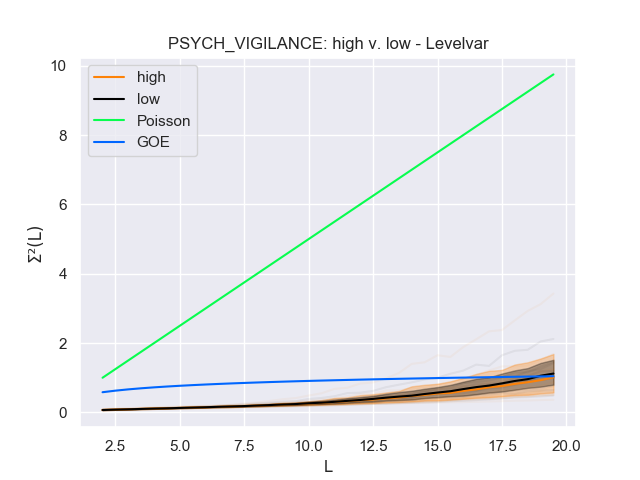 PSYCH_VIGILANCE: high v. low - Levelvar
high
low
Poisson
GOE
Σ²(L)
10
8
6
4
2
0
2.5 5.0 7.5 10.0 12.5 15.0 17.5 20.0
L